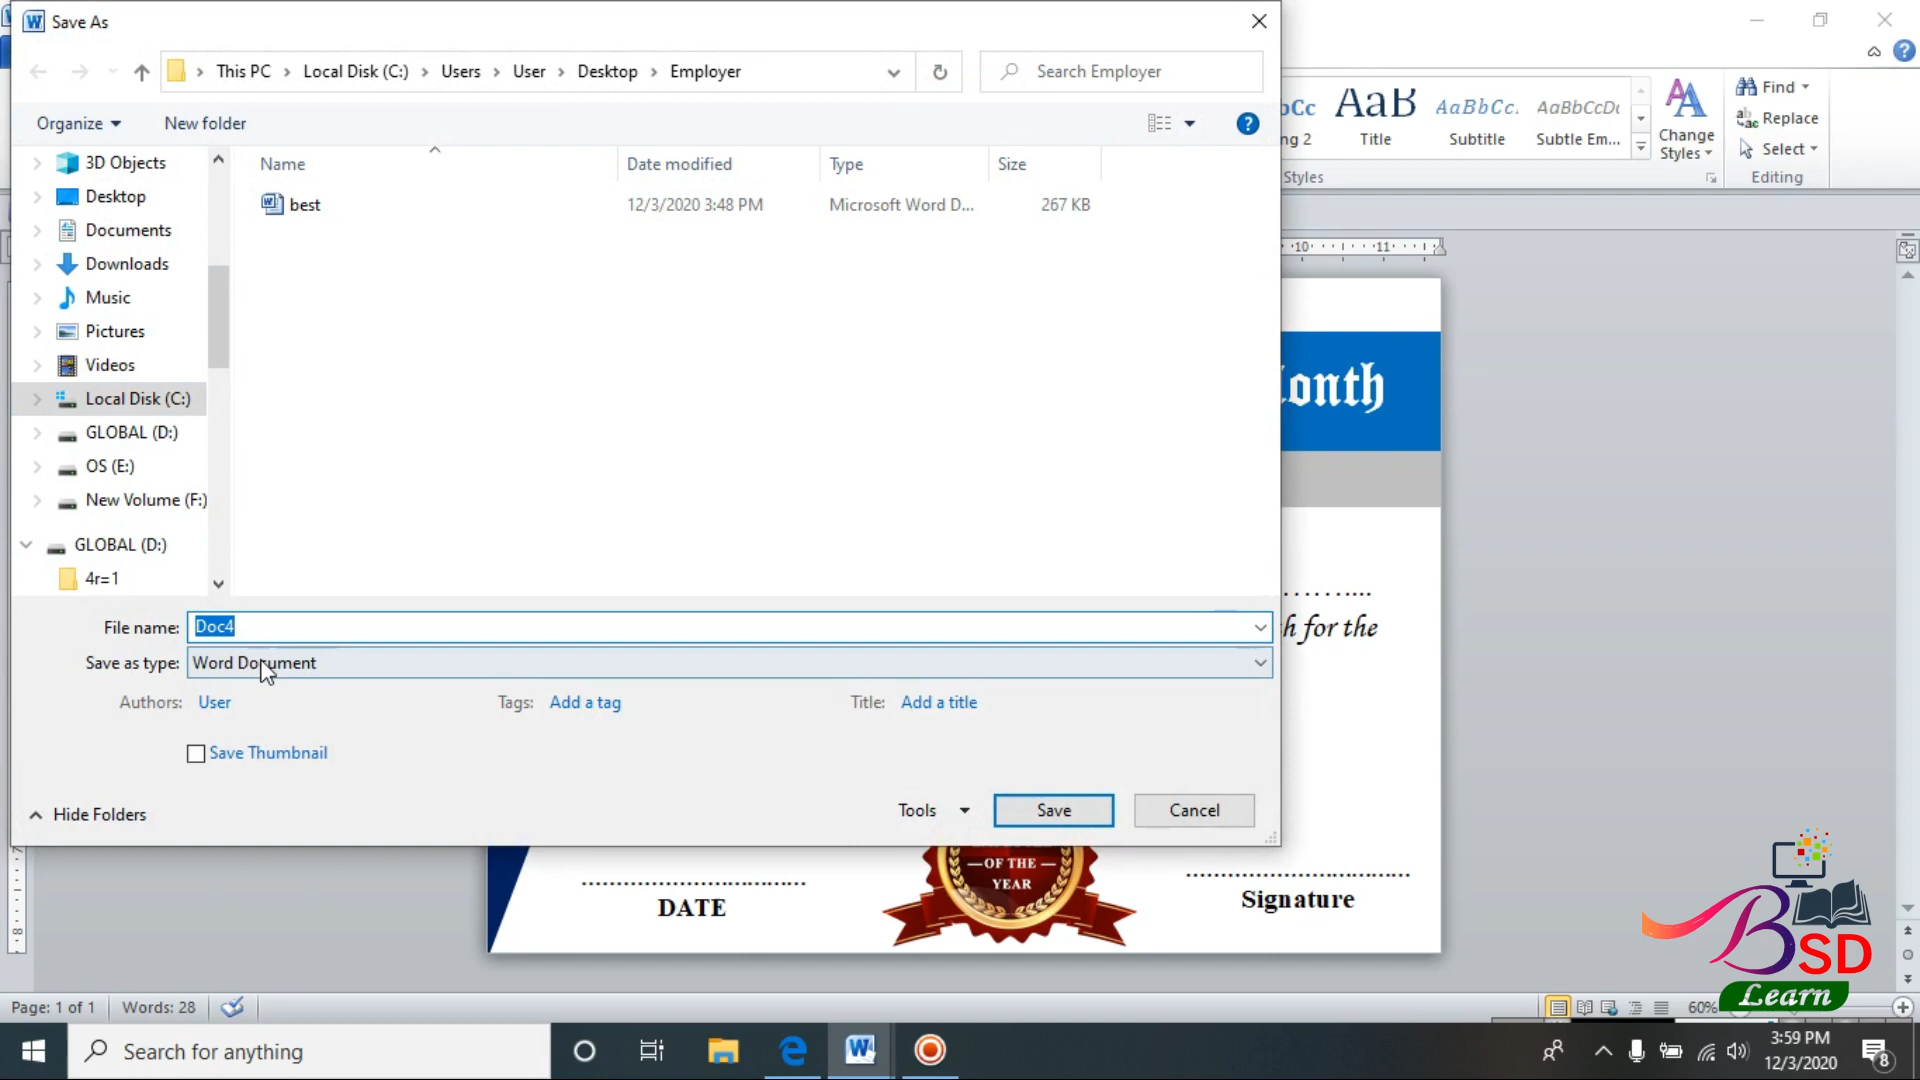 Save As
This PC Local Disk (C:) Users User Desktop Employer
Search Employer
Organize New folder
Name Date modified Type Size
best 12/3/2020 3:48 PM Microsoft Word D... 267 KB
3D Objects
Desktop
Documents
Downloads
Music
Pictures
Videos
Local Disk (C:)
GLOBAL (D:)
OS (E:)
New Volume (F:)
GLOBAL (D:)
4r=1
File name: Doc4
Save as type: Word Document
Authors: User Tags: Add a tag Title: Add a title
Save Thumbnail
Hide Folders
Tools Save Cancel
AaB AaBbCc. AaBbCcDc
Title Subtitle Subtle Em...
Change
Styles
Find
Replace
Select
Styles
Editing
10 11
onth
h for the
OF THE
YEAR
DATE
Signature
BSD
Learn
Page: 1 of 1 Words: 28
60%
Search for anything
3:59 PM
12/3/2020
8